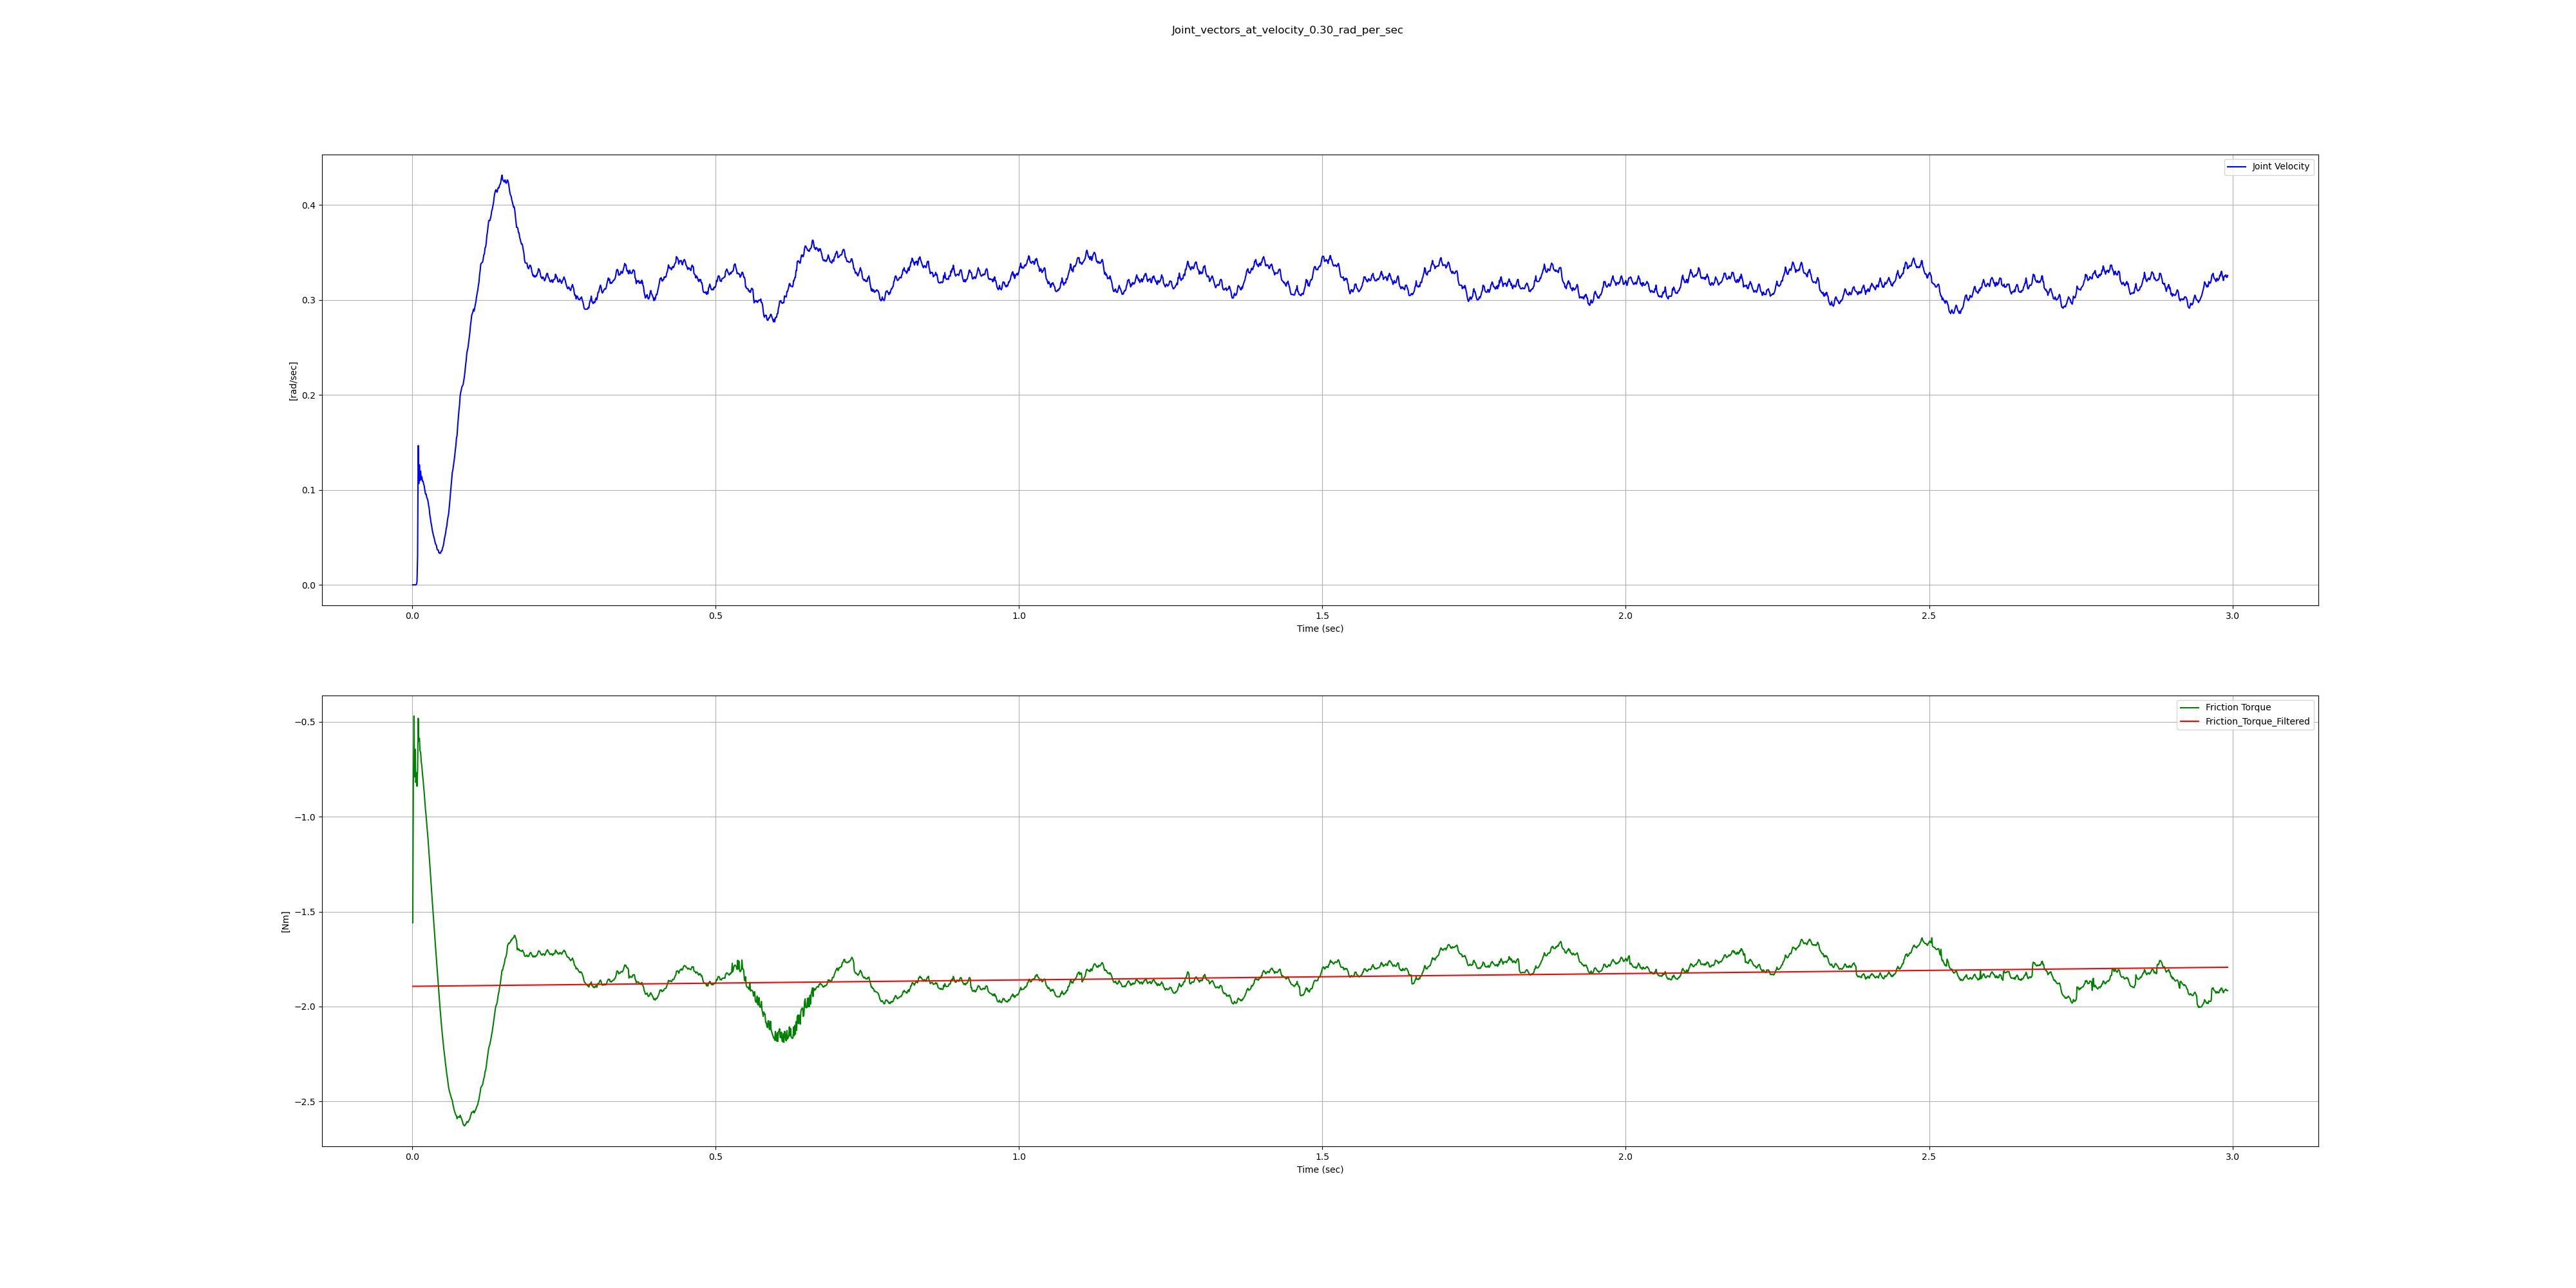 Joint_vectors_at_velocity_0.30_rad_per_sec
Joint Velocity
0.4
0.3
0.2
0.1
0.0
[rad/sec]
0.0 0.5 1.0 1.5 2.0 2.5 3.0
Time (sec)
Friction Torque
Friction_Torque_Filtered
−0.5
−1.0
−1.5
−2.0
−2.5
[Nm]
0.0 0.5 1.0 1.5 2.0 2.5 3.0
Time (sec)